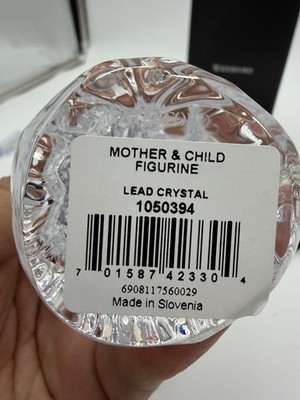 MOTHER & CHILD
FIGURINE
LEAD CRYSTAL
1050394
7 01587 42330 4
6908117560029
Made in Slovenia